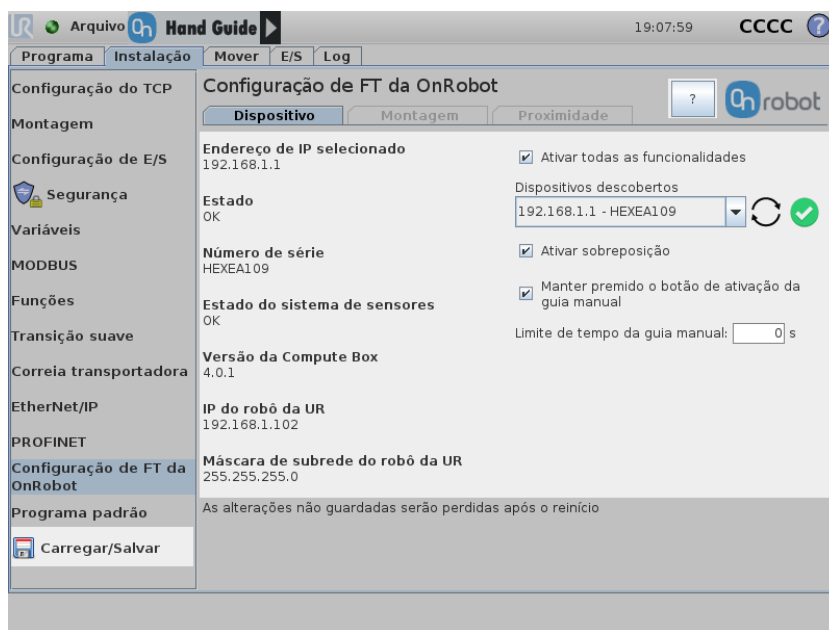 Arquivo On Hand Guide 19:07:59 CCCC ?
Programa Instalação Mover E/S Log
Configuração do TCP
Montagem
Configuração de E/S
Segurança
Variáveis
MODBUS
Funções
Transição suave
Correia transportadora
EtherNet/IP
PROFINET
Configuração de FT da
OnRobot
Programa padrão
Carregar/Salvar
Configuração de FT da OnRobot
? On robot
Dispositivo Montagem Proximidade
Endereço de IP selecionado
192.168.1.1
Estado
OK
Número de série
HEXEA109
Estado do sistema de sensores
OK
Versão da Compute Box
4.0.1
IP do robô da UR
192.168.1.102
Máscara de subrede do robô da UR
255.255.255.0
Ativar todas as funcionalidades
Dispositivos descobertos
192.168.1.1 - HEXEA109
Ativar sobreposição
Manter premido o botão de ativação da
guia manual
Limite de tempo da guia manual: 0 s
As alterações não guardadas serão perdidas após o reinício